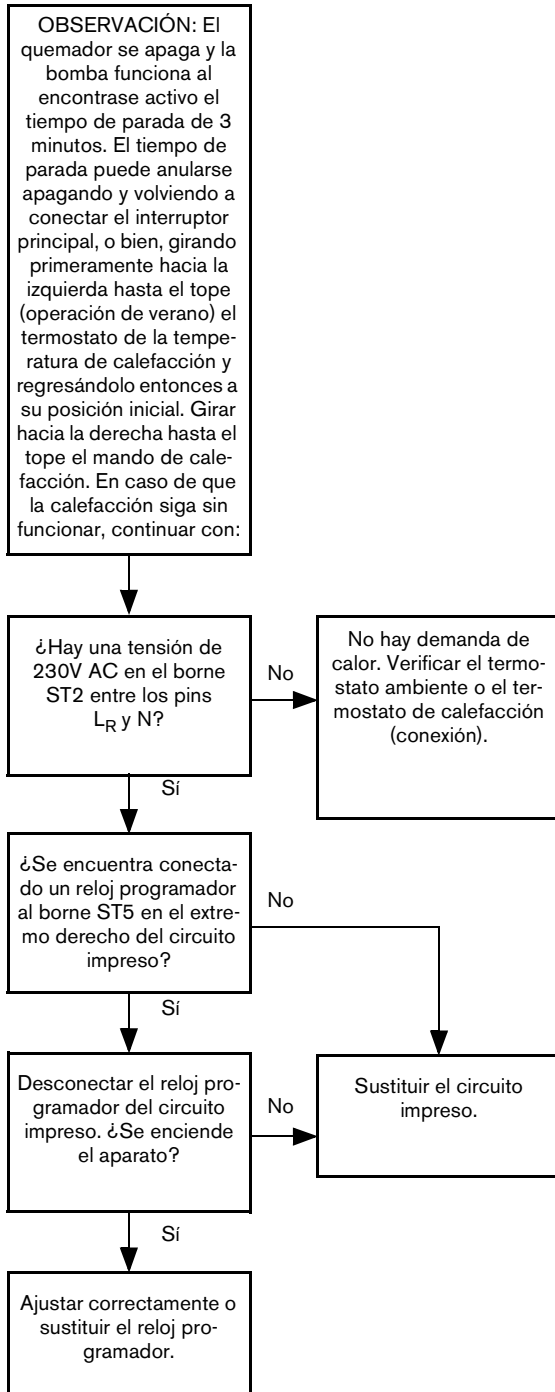 OBSERVACIÓN: El
quemador se apaga y la
bomba funciona al
encontrase activo el
tiempo de parada de 3
minutos. El tiempo de
parada puede anularse
apagando y volviendo a
conectar el interruptor
principal, o bien, girando
primeramente hacia la
izquierda hasta el tope
(operación de verano) el
termostato de la tempe-
ratura de calefacción y
regresándolo entonces a
su posición inicial. Girar
hacia la derecha hasta el
tope el mando de cale-
facción. En caso de que
la calefacción siga sin
funcionar, continuar con:
¿Hay una tensión de
230V AC en el borne
ST2 entre los pins
LR y N?
No
No hay demanda de
calor. Verificar el termo-
stato ambiente o el ter-
mostato de calefacción
(conexión).
Sí
¿Se encuentra conecta-
do un reloj programador
al borne ST5 en el extre-
mo derecho del circuito
impreso?
No
Sí
Desconectar el reloj pro-
gramador del circuito
impreso. ¿Se enciende
el aparato?
No
Sustituir el circuito
impreso.
Sí
Ajustar correctamente o
sustituir el reloj pro-
gramador.